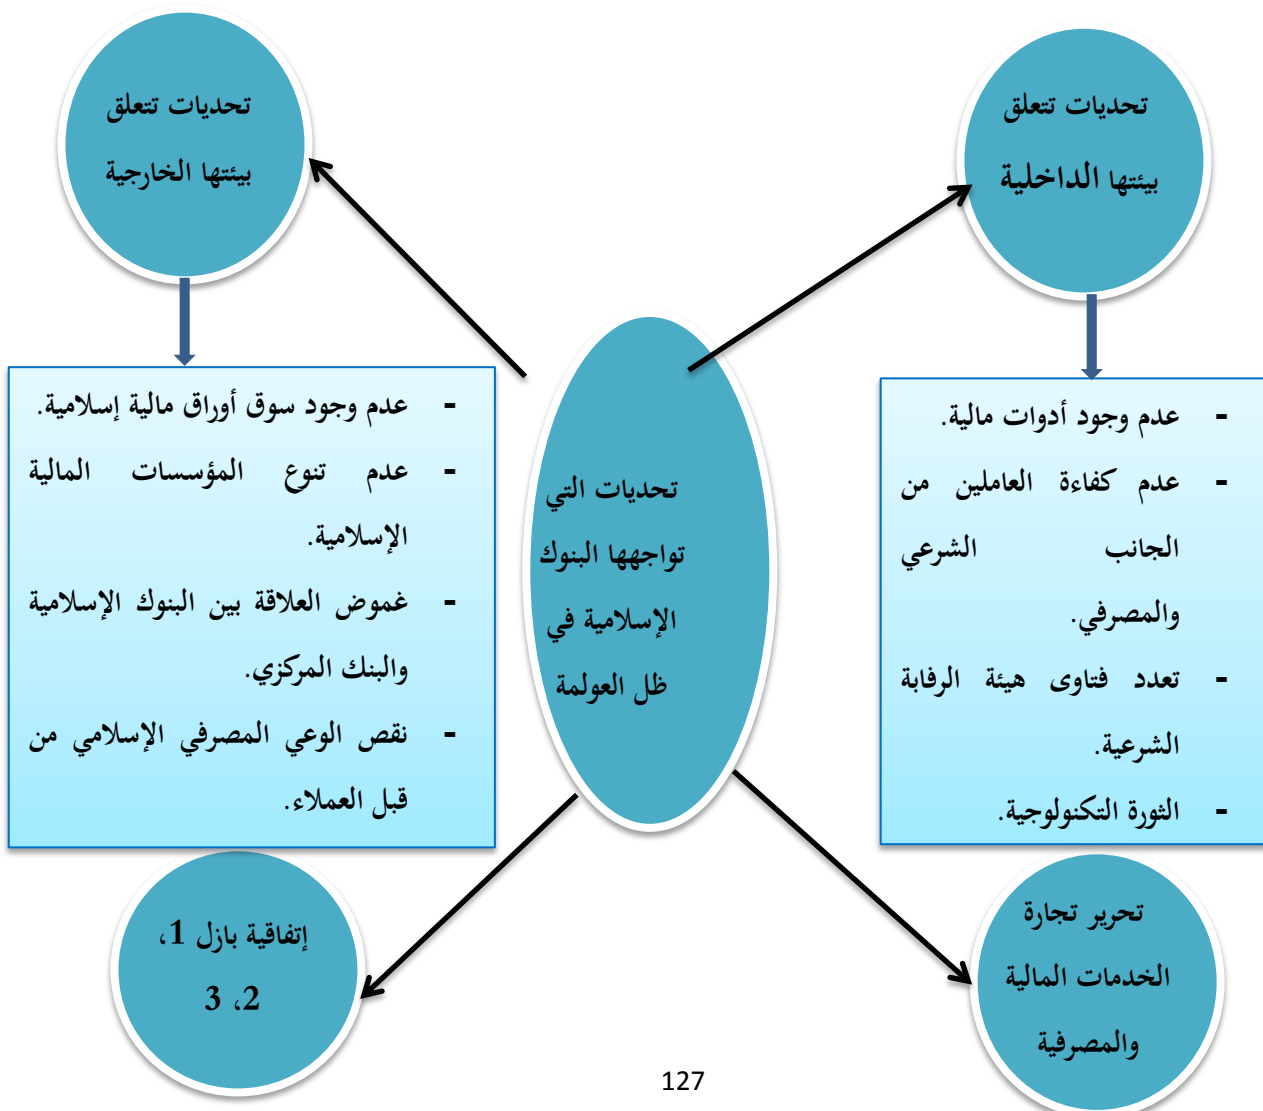 تحديات تتعلق
بيئتها الداخلية
تحديات تتعلق
بيئتها الخارجية
- عدم وجود أدوات مالية.
- عدم كفاءة العاملين من
الجانب الشرعي
والمصرفي.
- تعدد فتاوى هيئة الرفابة
الشرعية.
- الثورة التكنولوجية.
تحديات التي
تواجهها البنوك
الإسلامية في
ظل العولمة
- عدم وجود سوق أوراق مالية إسلامية.
- عدم تنوع المؤسسات المالية
الإسلامية.
- غموض العلاقة بين البنوك الإسلامية
والبنك المركزي.
- نقص الوعي المصرفي الإسلامي من
قبل العملاء.
تحرير تجارة
الخدمات المالية
والمصرفية
إتفاقية بازل 1،
2، 3
127